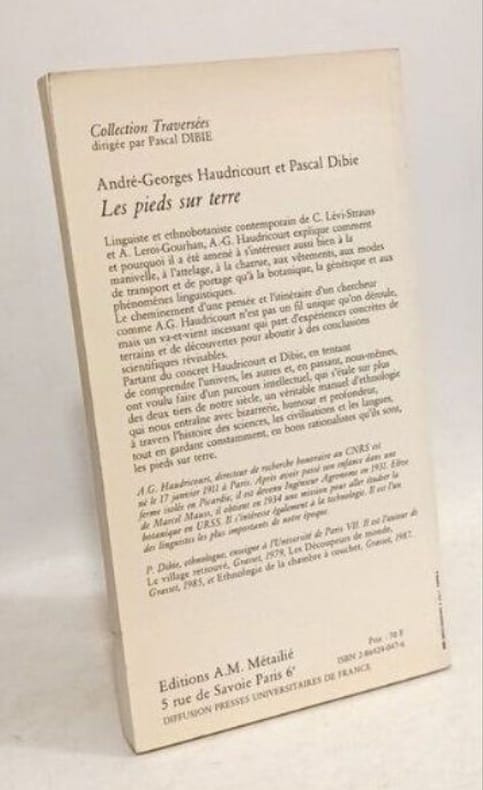 Collection Traversées
dirigée par Pascal DIBIE
André-Georges Haudricourt et Pascal Dibie
Les pieds sur terre
Linguiste et ethnobotaniste contemporain de C. Lévi-Strauss
et A. Leroi-Gourhan, A.-G. Haudricourt explique comment
et pourquoi il a été amené à s'intéresser aussi bien à la
manivelle, à l'attelage, à la charrue, aux vêtements, aux modes
de transport et de portage qu'à la botanique, la génétique et aux
phénomènes linguistiques.
Le cheminement d'une pensée et l'itinéraire d'un chercheur
comme A.G. Haudricourt n'est pas un fil unique qu'on déroule,
mais un va-et-vient incessant qui part d'expériences concrètes de
terrains et de découvertes pour aboutir à des conclusions
scientifiques révisables.
Partant du concret Haudricourt et Dibie, en tentant
de comprendre l'univers, les autres et, en passant, nous-mêmes,
ont voulu faire d'un parcours intellectuel, qui s'étale sur plus
des deux tiers de notre siècle, un véritable manuel d'ethnologie
qui nous entraîne avec bizarrerie, humour et profondeur,
à travers l'histoire des sciences, les civilisations et les langues,
tout en gardant constamment, en bons rationalistes qu'ils sont,
les pieds sur terre.
A.G. Haudricourt, directeur de recherche honoraire au CNRS est
né le 17 janvier 1911 à Paris. Après avoir passé son enfance dans une
ferme isolée en Picardie, il est devenu Ingénieur Agronome en 1931. Elève
de Marcel Mauss, il obtient en 1934 une mission pour aller étudier la
botanique en URSS. Il s'intéresse également à la technologie. Il est l'un
des linguistes les plus importants de notre époque.
P. Dibie, ethnologue, enseigne à l'Université de Paris VII. Il est l'auteur de
Le village retrouvé, Grasset, 1979, Les Découpeurs de monde,
Grasset, 1985, et Ethnologie de la chambre à coucher, Grasset, 1987.
Editions A.M. Métailié
5 rue de Savoie Paris 6e
DIFFUSION PRESSES UNIVERSITAIRES DE FRANCE
Prix : 70 F
ISBN 2-86424-047-6